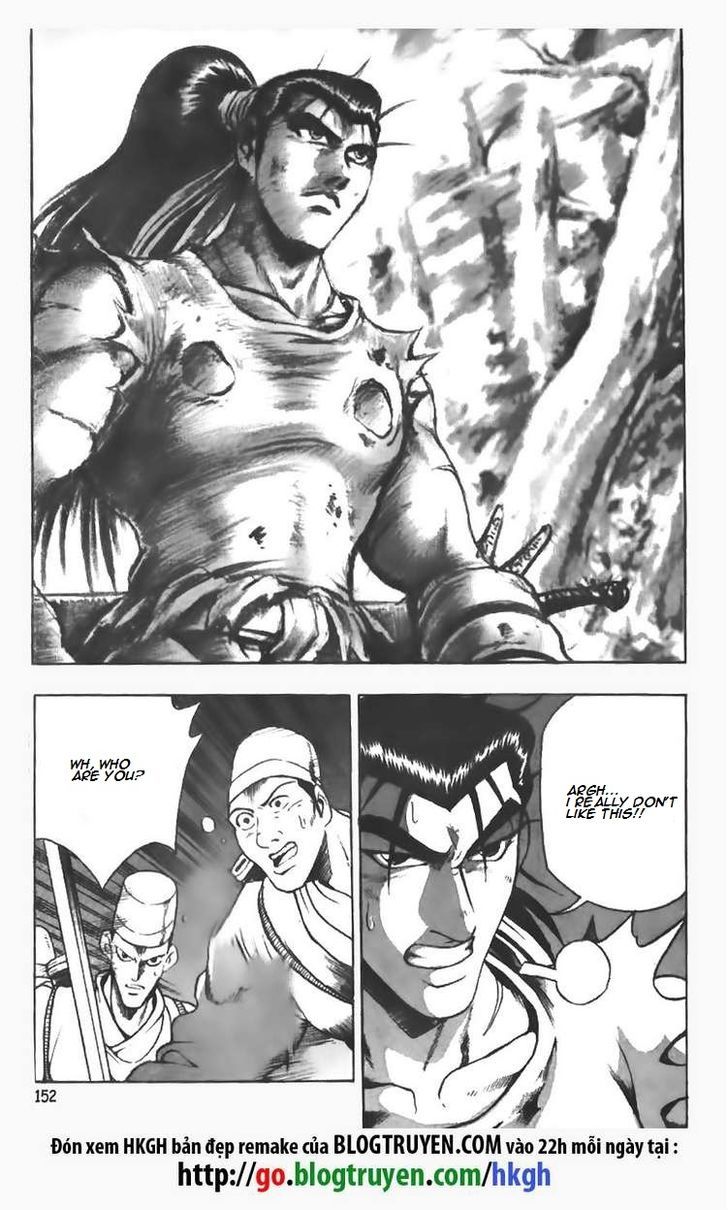 WH, WHO
ARE YOU?
ARGH...
I REALLY DON'T
LIKE THIS!!
152
Đón xem HKGH bản đẹp remake của BLOGTRUYEN.COM vào 22h mỗi ngày tại :
http://go.blogtruyen.com/hkgh